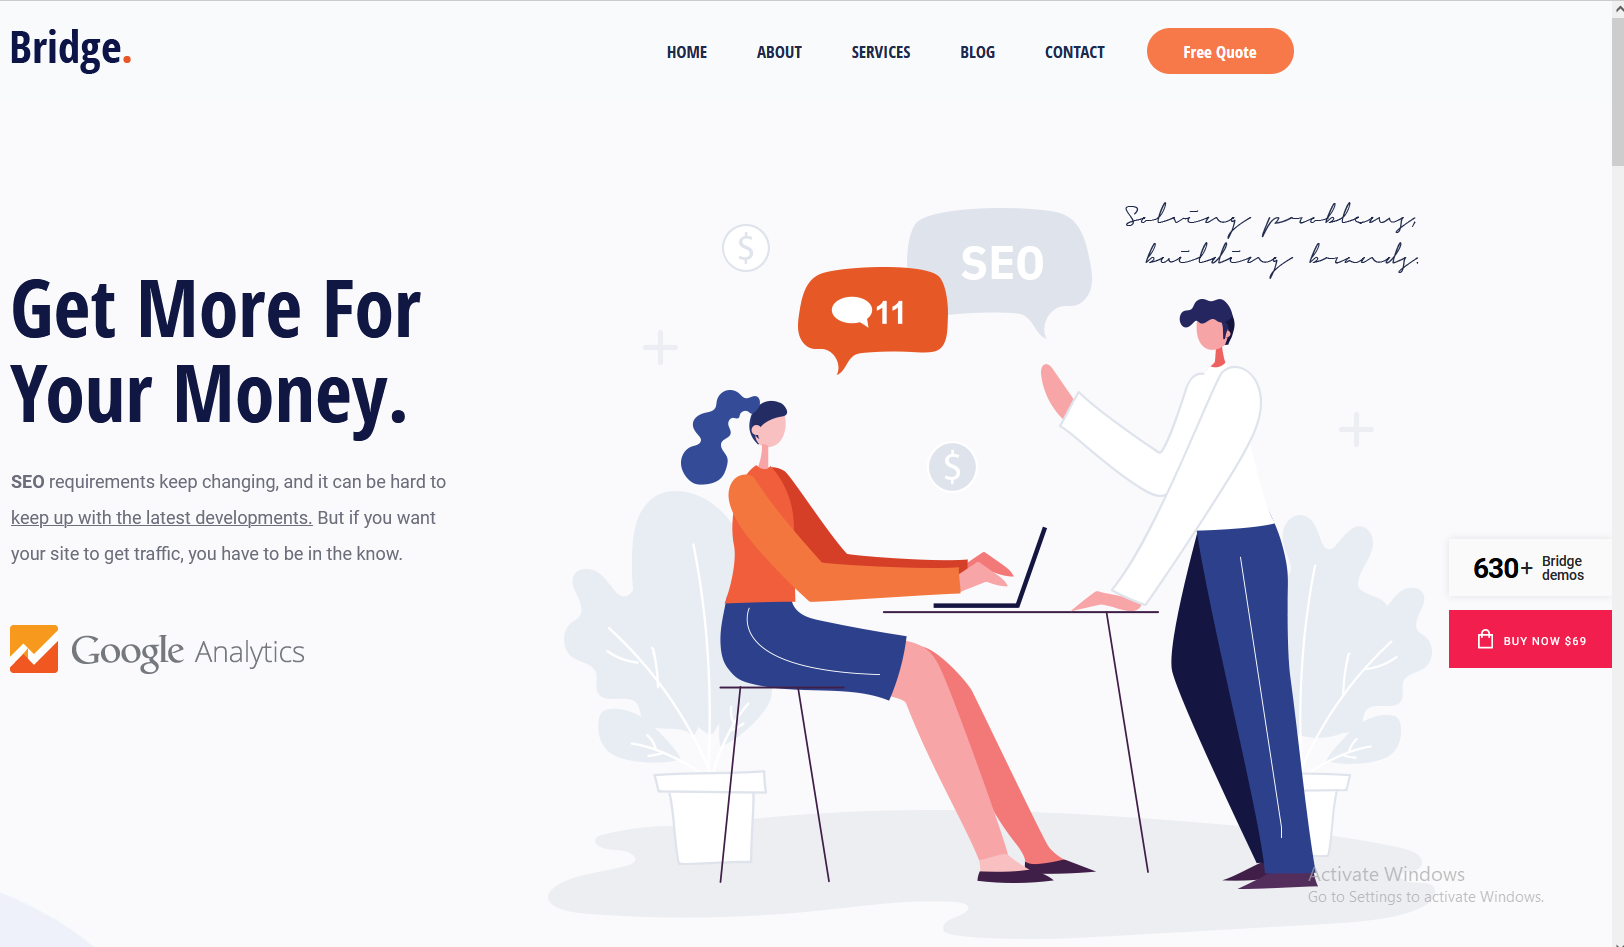 Bridge.
HOME ABOUT SERVICES BLOG CONTACT Free Quote
Solving problems,
building brands.
$
SEO
11
Get More For
Your Money.
$
SEO requirements keep changing, and it can be hard to
keep up with the latest developments. But if you want
your site to get traffic, you have to be in the know.
630+ Bridge
demos
BUY NOW $69
Google Analytics
Activate Windows
Go to Settings to activate Windows.